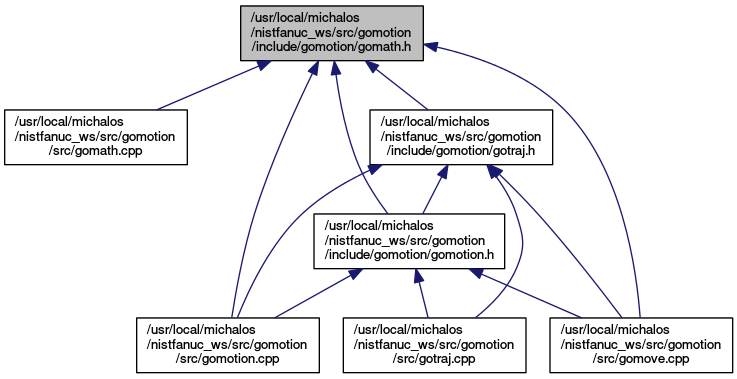 /usr/local/michalos
/nistfanuc_ws/src/gomotion
/include/gomotion/gomath.h
/usr/local/michalos
/nistfanuc_ws/src/gomotion
/src/gomath.cpp
/usr/local/michalos
/nistfanuc_ws/src/gomotion
/include/gomotion/gotraj.h
/usr/local/michalos
/nistfanuc_ws/src/gomotion
/include/gomotion/gomotion.h
/usr/local/michalos
/nistfanuc_ws/src/gomotion
/src/gomotion.cpp
/usr/local/michalos
/nistfanuc_ws/src/gomotion
/src/gotraj.cpp
/usr/local/michalos
/nistfanuc_ws/src/gomotion
/src/gomove.cpp